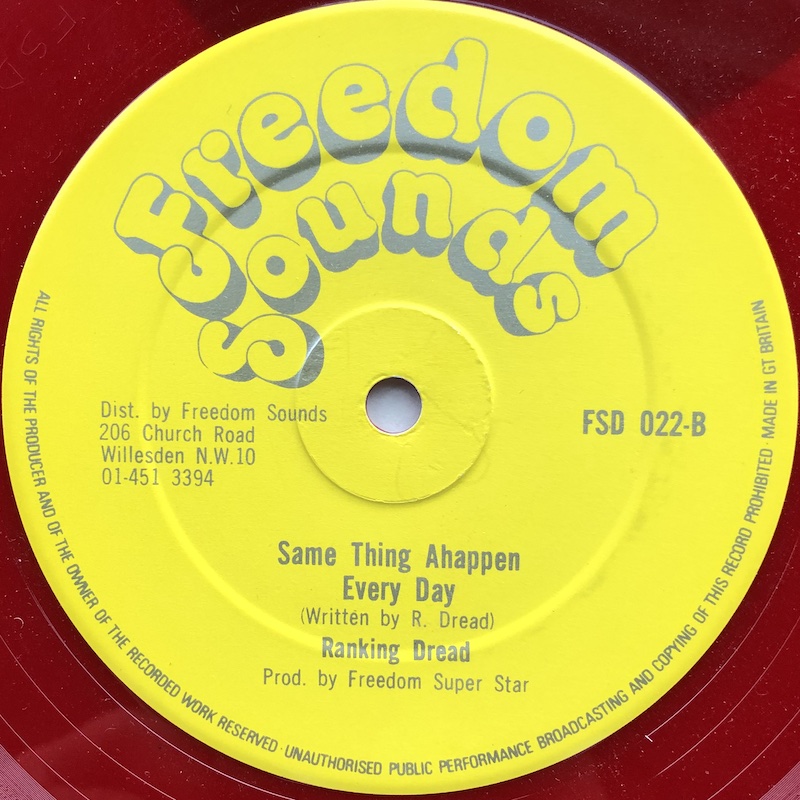 Freedom
Sounds
Dist. by Freedom Sounds
206 Church Road
Willesden N.W.10
01-451 3394
FSD 022-B
Same Thing Ahappen
Every Day
(Written by R. Dread)
Ranking Dread
Prod. by Freedom Super Star
ALL RIGHTS OF THE PRODUCER AND OF THE OWNER OF THE RECORDED WORK RESERVED · UNAUTHORISED PUBLIC PERFORMANCE BROADCASTING AND COPYING OF THIS RECORD PROHIBITED · MADE IN GT BRITAIN